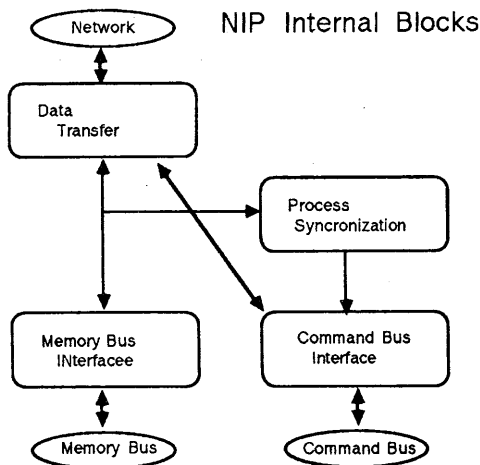 Network
NIP Internal Blocks
Data
Transfer
Process
Syncronization
Memory Bus
INterfacee
Command Bus
Interface
Memory Bus
Command Bus